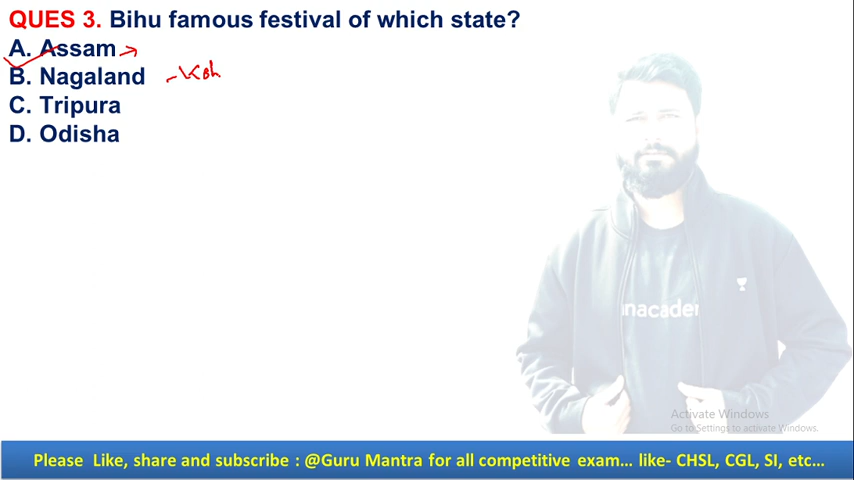 QUES 3. Bihu famous festival of which state?
A. Assam
B. Nagaland
C. Tripura
D. Odisha
nacade
Activate Windows
Go to Settings to activate Windows.
Please Like, share and subscribe : @Guru Mantra for all competitive exam... like- CHSL, CGL, SI, etc...